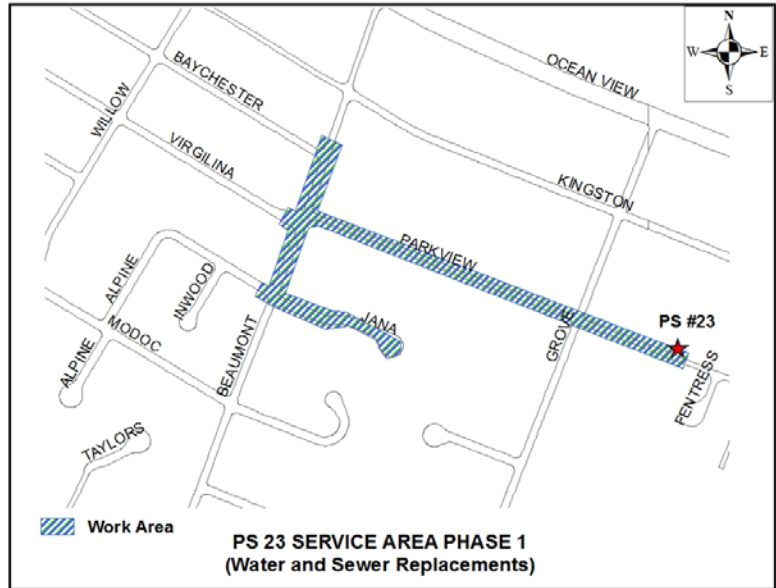 N
W E
S
OCEAN VIEW
BAYCHESTER
WILLOW
VIRGILINA
KINGSTON
PARKVIEW
ALPINE
INWOOD
JANA
PS #23
MODOC
BEAUMONT
GROVE
ALPINE
PENTRESS
TAYLORS
Work Area
PS 23 SERVICE AREA PHASE 1
(Water and Sewer Replacements)